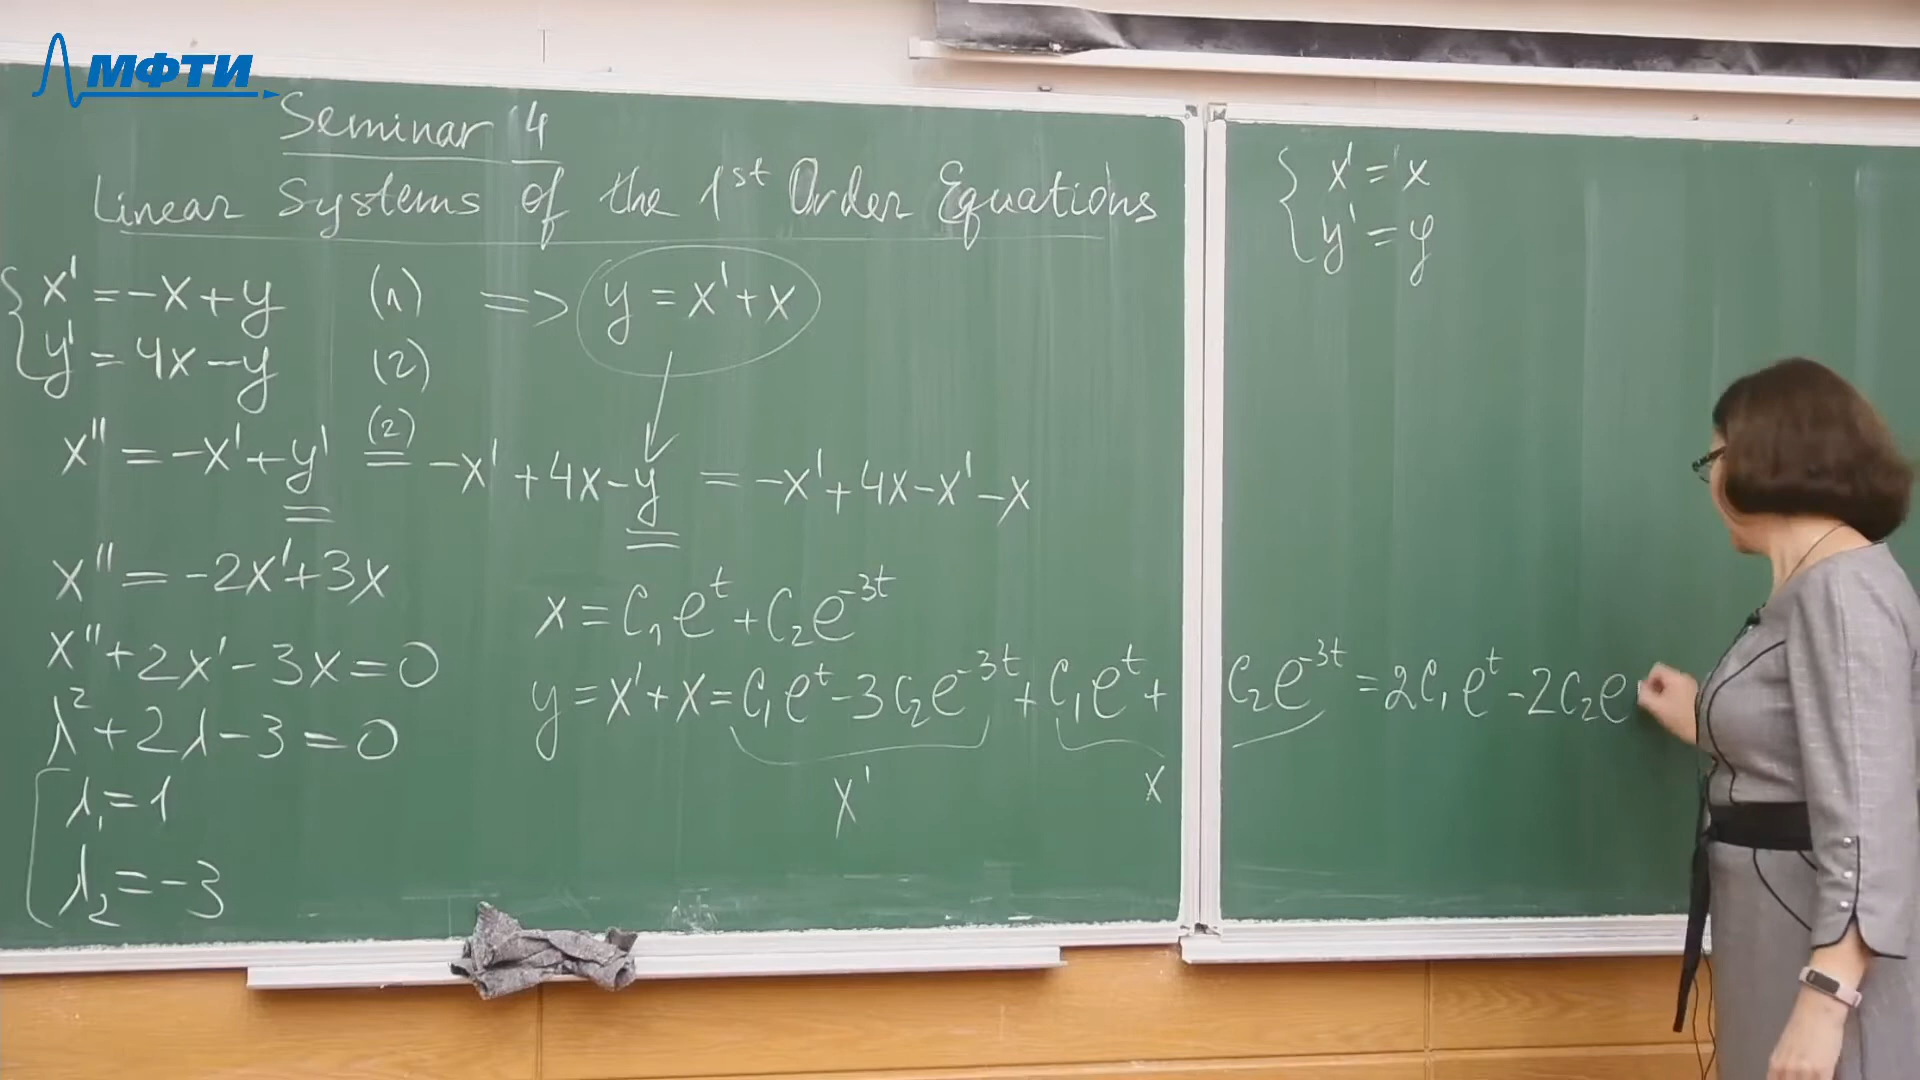 МФТИ
Seminar 4
Linear Systems of the 1st Order Equations
x' = -x + y (1) => y = x' + x
y' = 4x - y (2)
x'' = -x' + y' (2) = -x' + 4x - y = -x' + 4x - x' - x
x'' = -2x' + 3x
x'' + 2x' - 3x = 0
λ² + 2λ - 3 = 0
λ₁ = 1
λ₂ = -3
x = C₁e^t + C₂e^-3t
y = x' + x = C₁e^t - 3C₂e^-3t + C₁e^t + C₂e^-3t = 2C₁e^t - 2C₂e
x' x
x' = x
y' = y